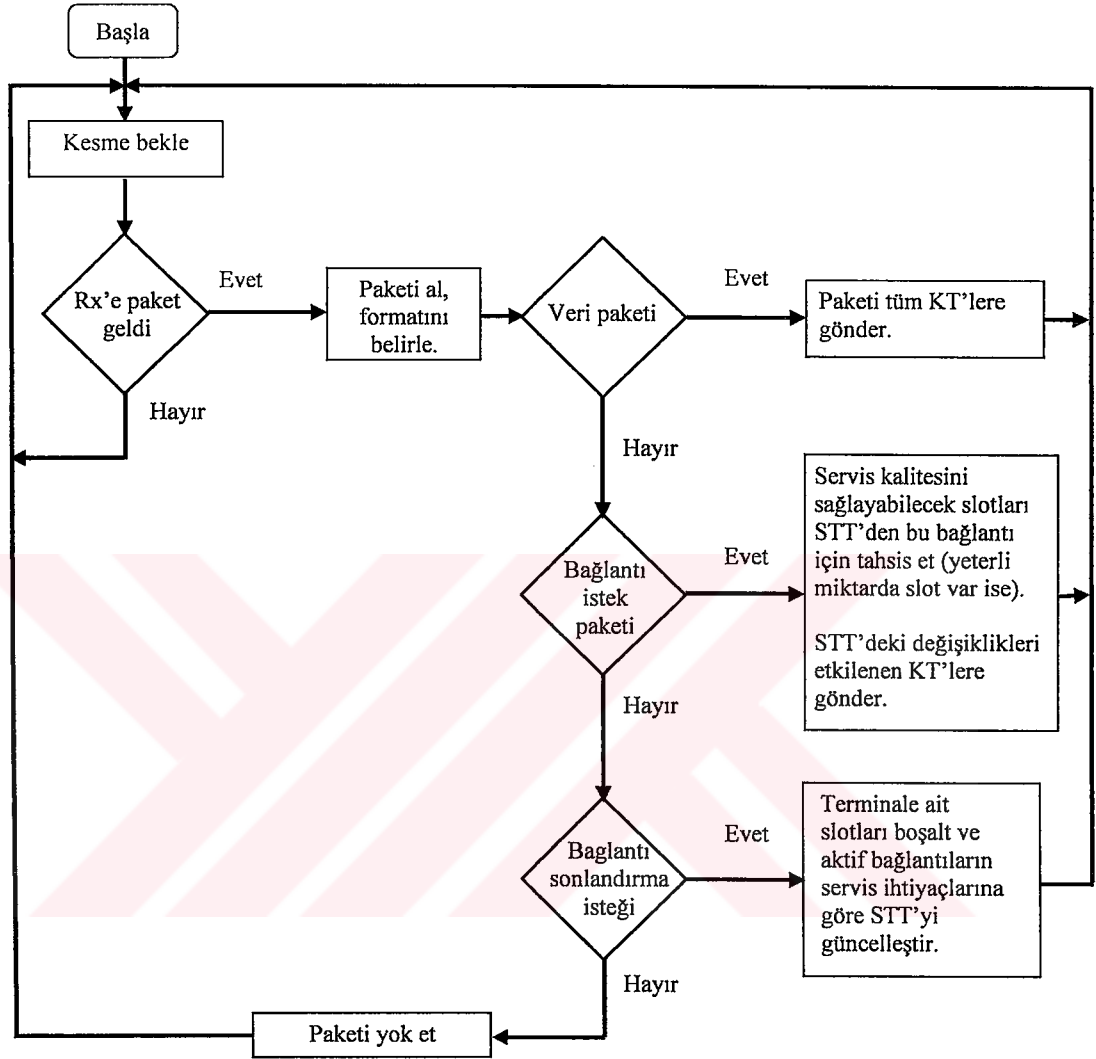 Başla
Kesme bekle
Rx'e paket
geldi
Evet
Hayır
Paketi al,
formatını
belirle.
Veri paketi
Evet
Hayır
Paketi tüm KT'lere
gönder.
Bağlantı
istek
paketi
Evet
Hayır
Servis kalitesini
sağlayabilecek slotları
STT'den bu bağlantı
için tahsis et (yeterli
miktarda slot var ise).
STT'deki değişiklikleri
etkilenen KT'lere
gönder.
Baglantı
sonlandırma
isteği
Evet
Hayır
Terminale ait
slotları boşalt ve
aktif bağlantıların
servis ihtiyaçlarına
göre STT'yi
güncelleştir.
Paketi yok et